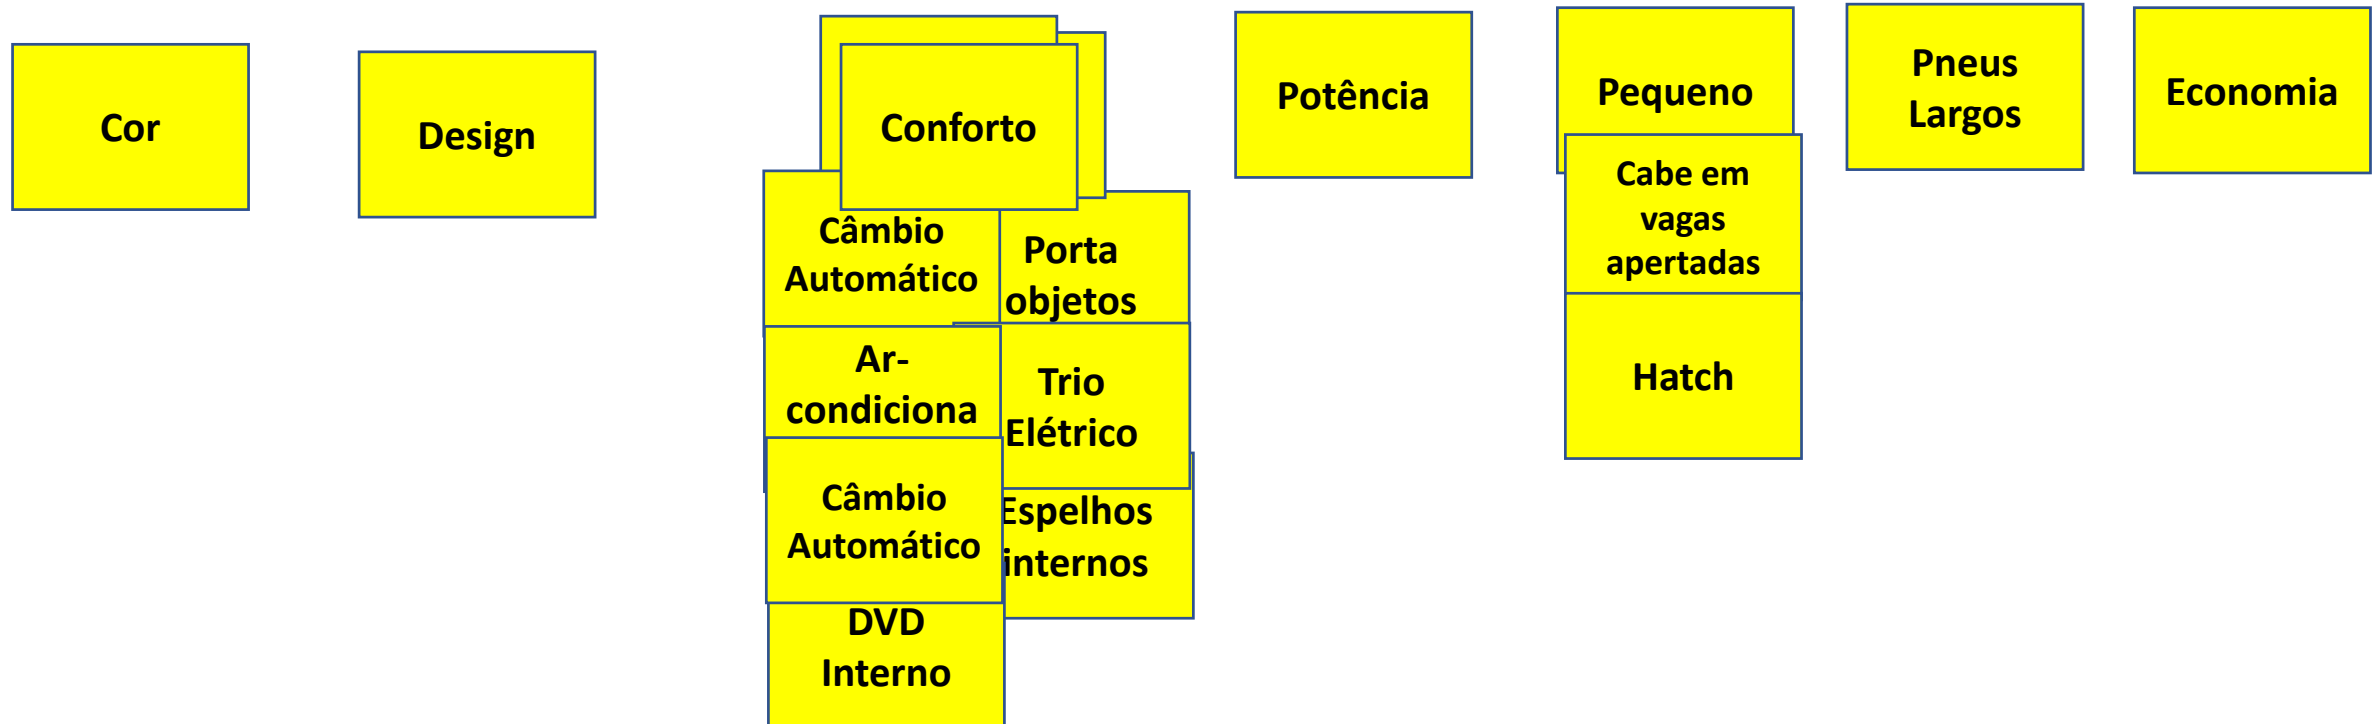 Cor
Design
Conforto
Câmbio
Automático
Porta
objetos
Ar-
condiciona
Trio
Elétrico
Câmbio
Automático
Espelhos
internos
DVD
Interno
Potência
Pequeno
Cabe em
vagas
apertadas
Hatch
Pneus
Largos
Economia